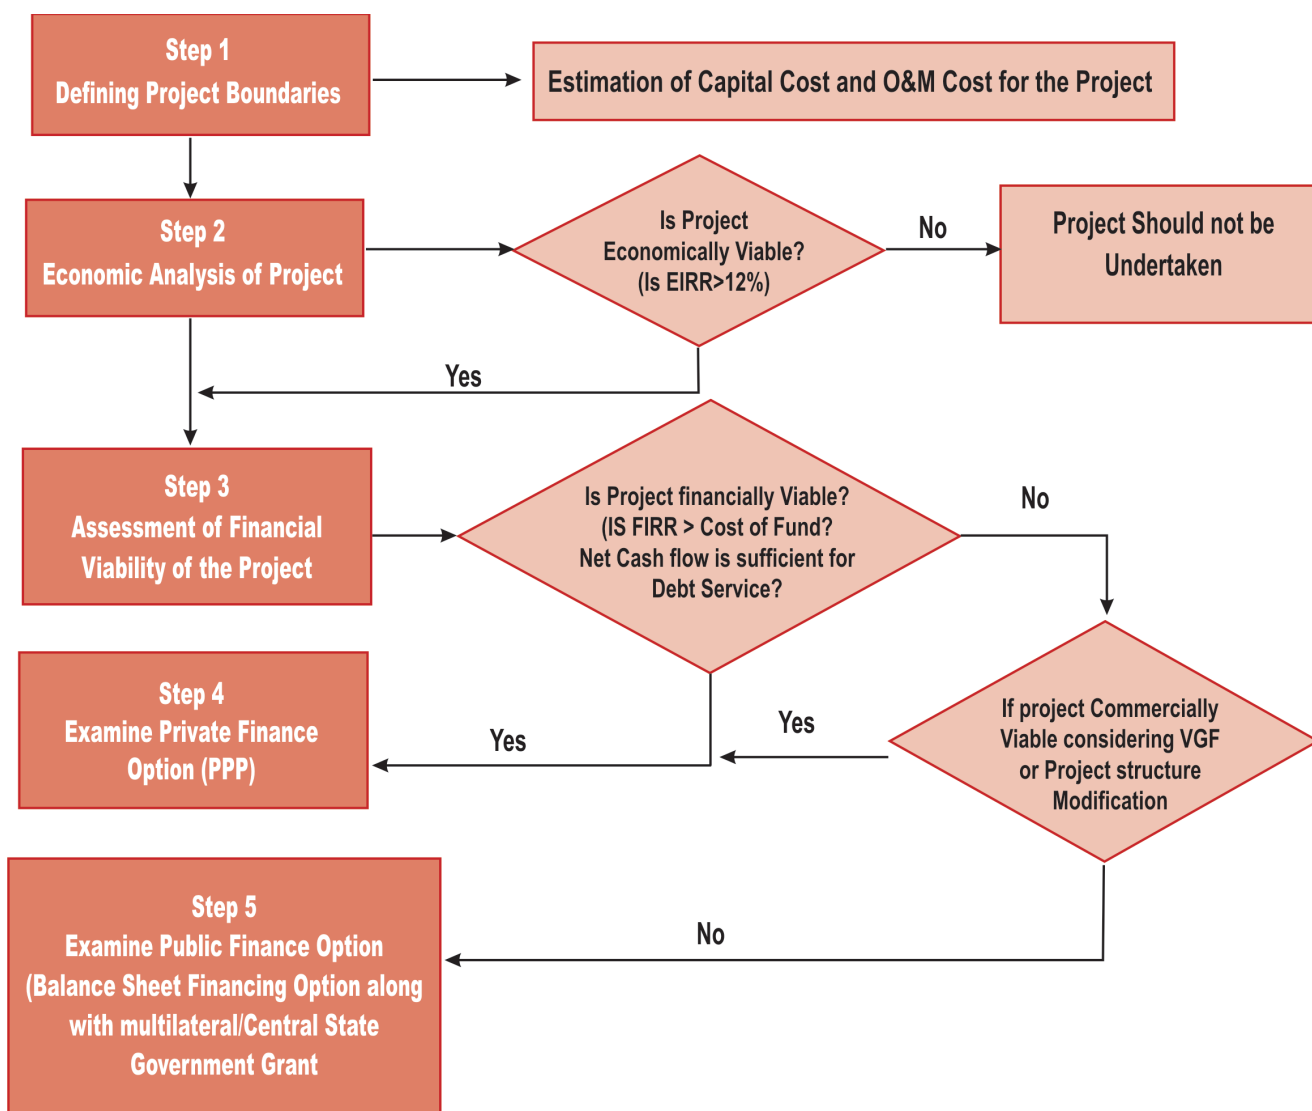 Step 1
Defining Project Boundaries
Estimation of Capital Cost and O&M Cost for the Project
Step 2
Economic Analysis of Project
Is Project
Economically Viable?
(Is EIRR>12%)
No
Project Should not be
Undertaken
Yes
Step 3
Assessment of Financial
Viability of the Project
Is Project financially Viable?
(IS FIRR > Cost of Fund?
Net Cash flow is sufficient for
Debt Service?
No
Step 4
Examine Private Finance
Option (PPP)
Yes
Yes
If project Commercially
Viable considering VGF
or Project structure
Modification
Step 5
Examine Public Finance Option
(Balance Sheet Financing Option along
with multilateral/Central State
Government Grant
No